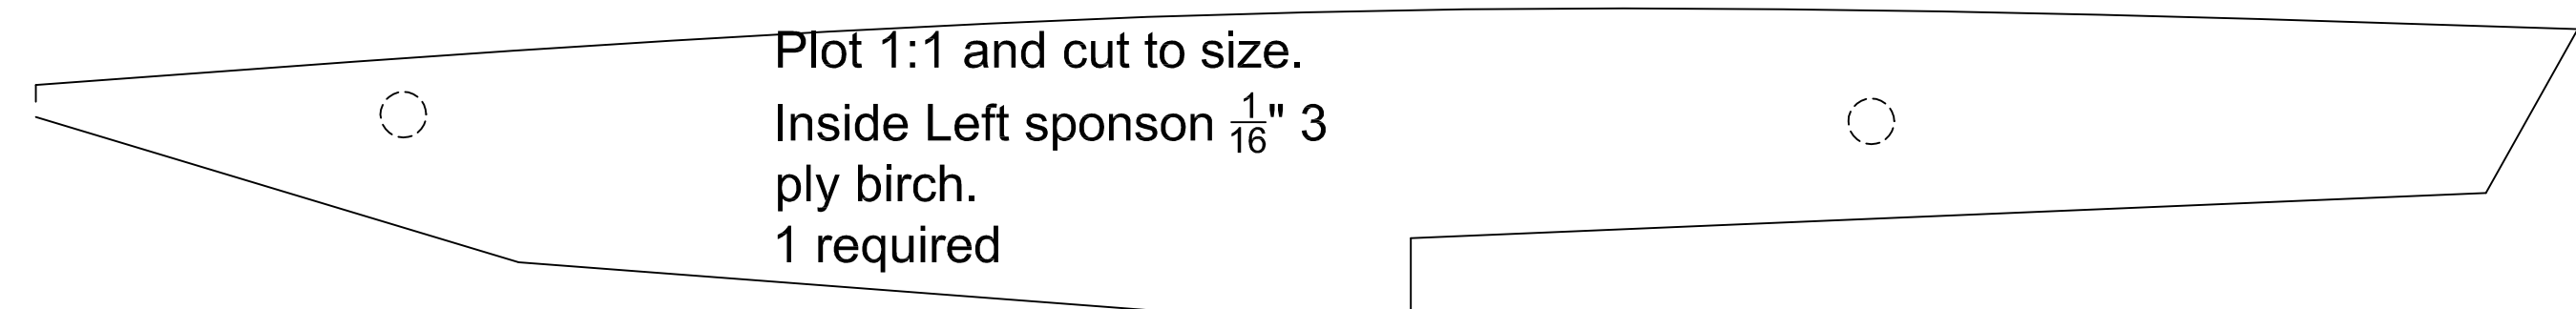 Plot 1:1 and cut to size.
Inside Left sponson 1/16" 3
ply birch.
1 required